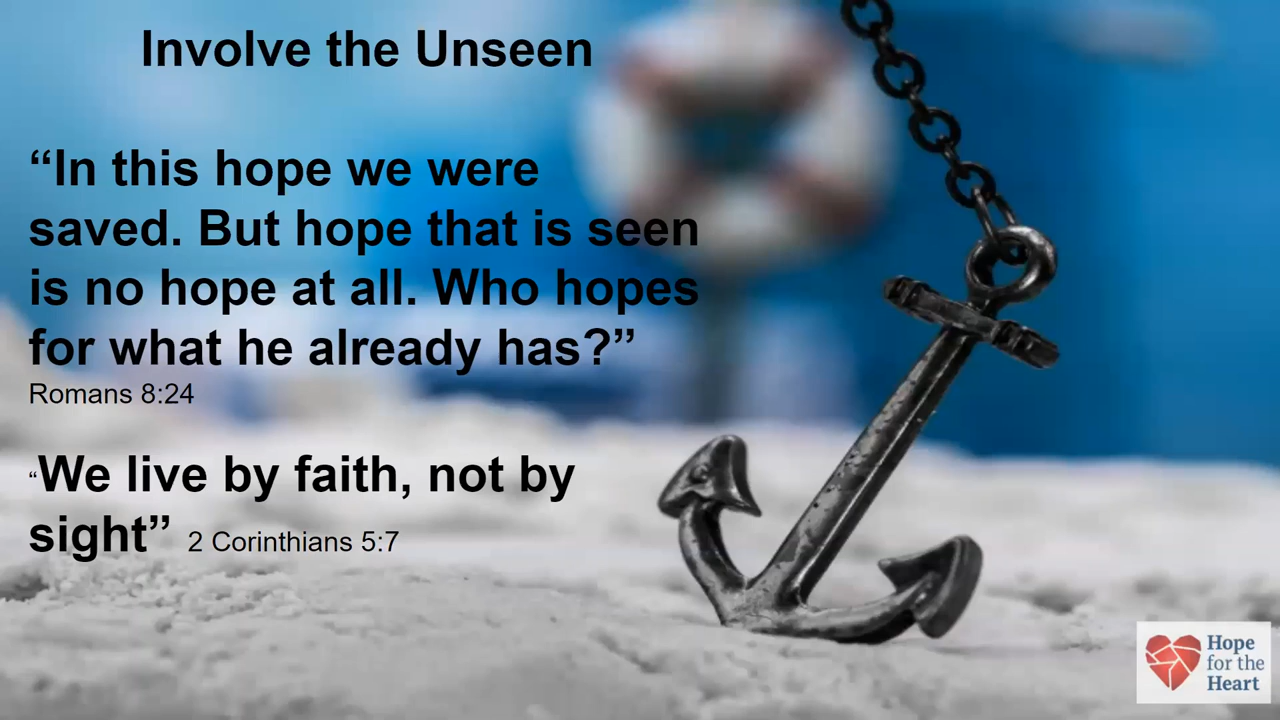 Involve the Unseen
“In this hope we were
saved. But hope that is seen
is no hope at all. Who hopes
for what he already has?”
Romans 8:24
“We live by faith, not by
sight” 2 Corinthians 5:7
Hope
for the
Heart